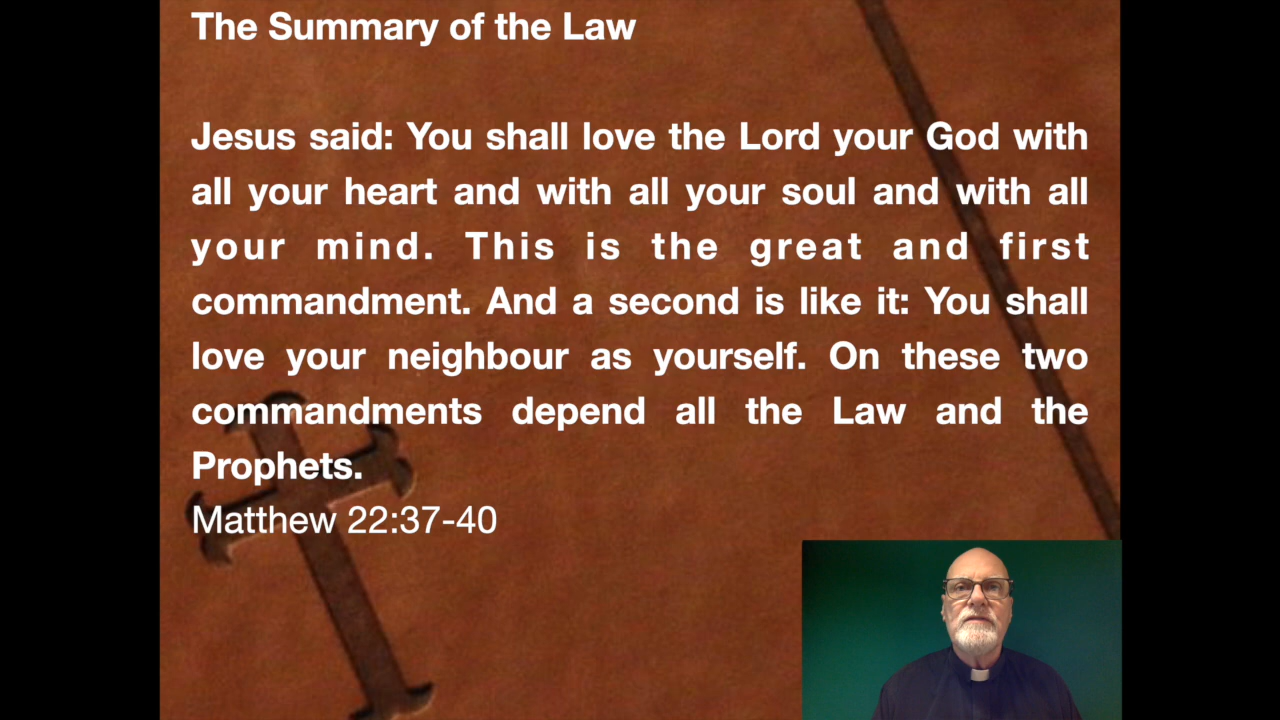 The Summary of the Law
Jesus said: You shall love the Lord your God with
all your heart and with all your soul and with all
your mind. This is the great and first
commandment. And a second is like it: You shall
love your neighbour as yourself. On these two
commandments depend all the Law and the
Prophets.
Matthew 22:37-40